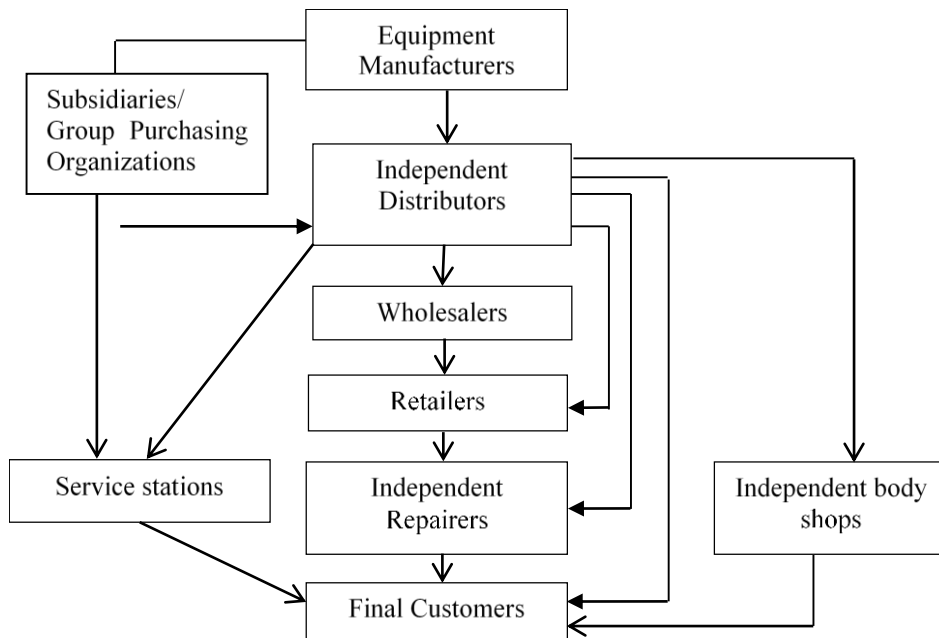 Equipment
Manufacturers
Subsidiaries/
Group Purchasing
Organizations
Independent
Distributors
Wholesalers
Retailers
Service stations
Independent
Repairers
Independent body
shops
Final Customers